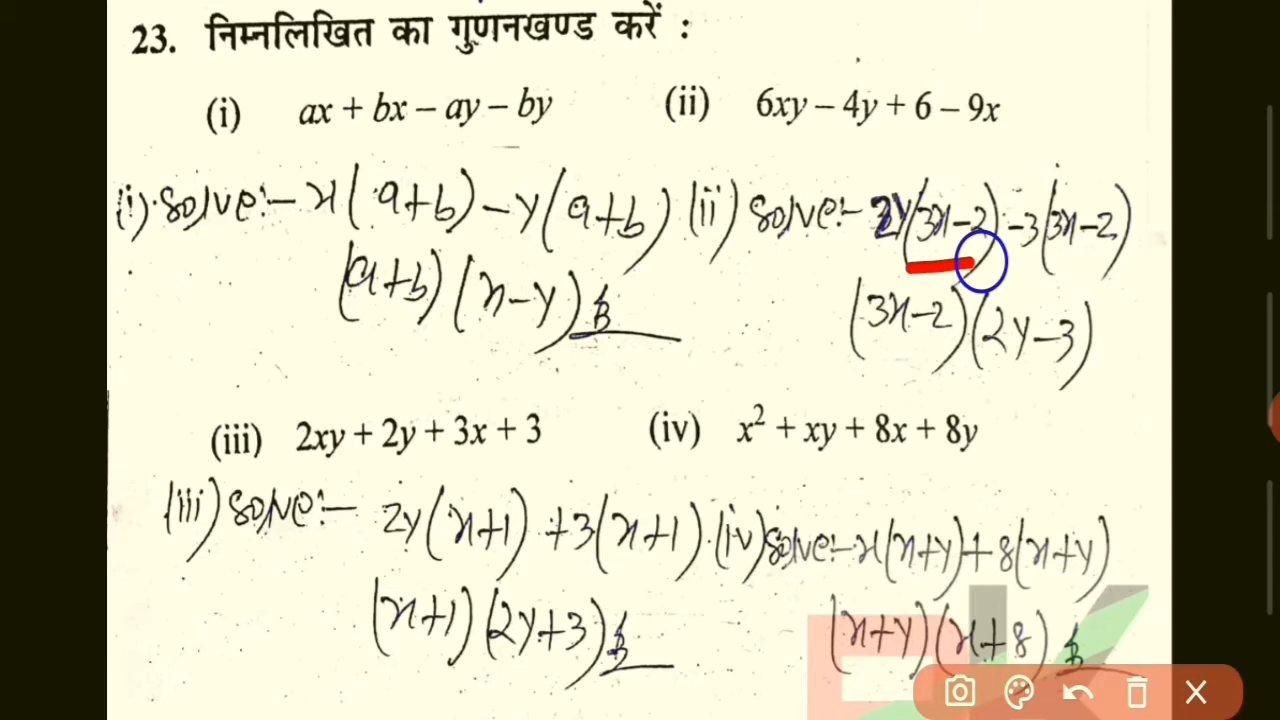 23. निम्नलिखित का गुणनखण्ड करें :
(i) ax + bx – ay – by (ii) 6xy – 4y + 6 – 9x
(i) Solve:- x(a+b) - y(a+b) (ii) Solve:- 2y(3x-2) - 3(3x-2)
(a+b) (x-y) (3x-2) (2y-3)
(iii) 2xy + 2y + 3x + 3 (iv) x² + xy + 8x + 8y
(iii) Solve:- 2y(x+1) + 3(x+1) (iv) Solve:- x(x+y) + 8(x+y)
(x+1) (2y+3) (x+y) (x+8)